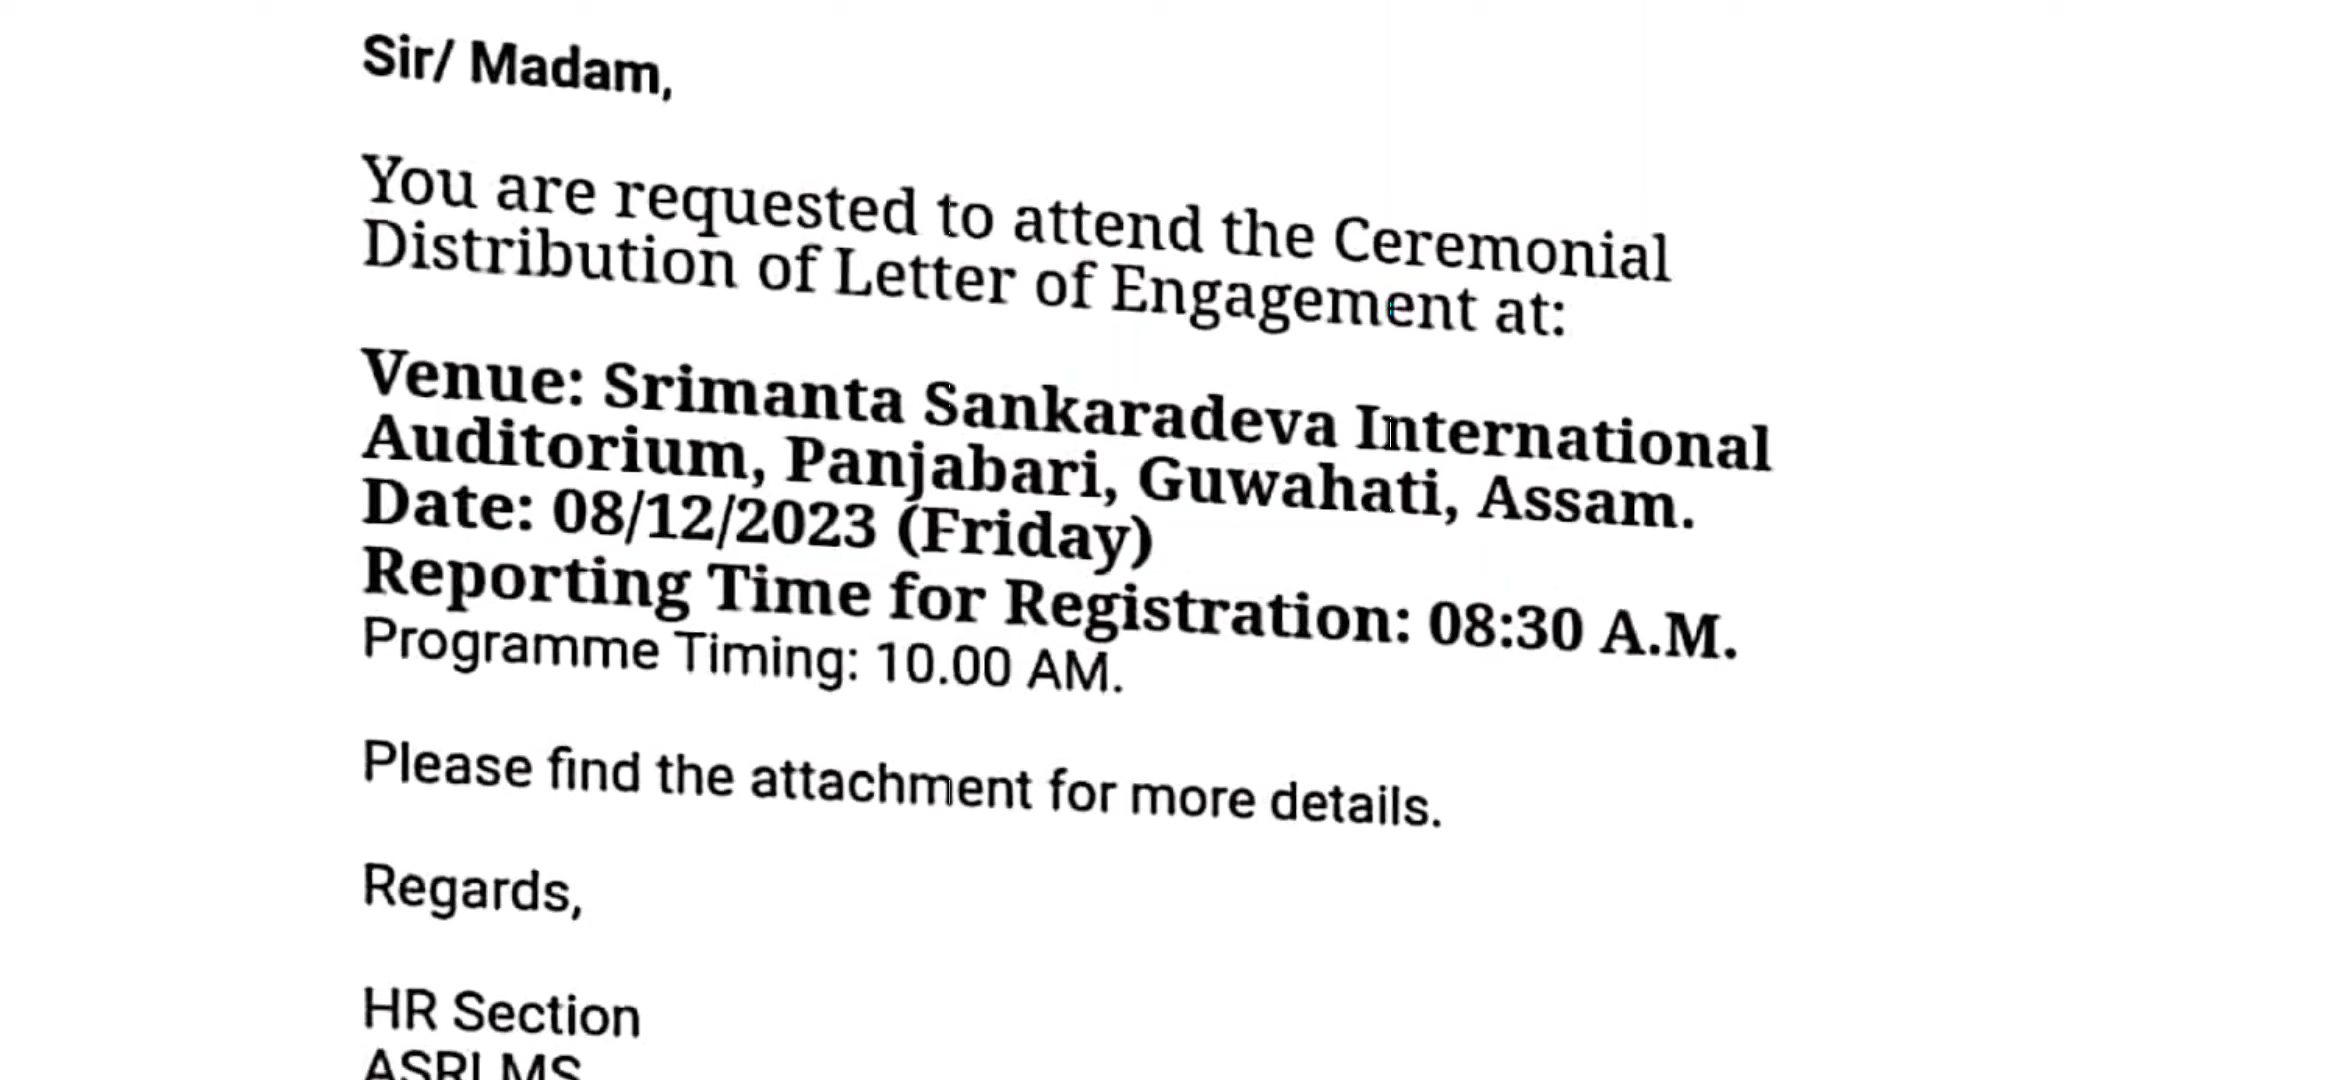 Sir/ Madam,
You are requested to attend the Ceremonial
Distribution of Letter of Engagement at:
Venue: Srimanta Sankaradeva International
Auditorium, Panjabari, Guwahati, Assam.
Date: 08/12/2023 (Friday)
Reporting Time for Registration: 08:30 A.M.
Programme Timing: 10.00 AM.
Please find the attachment for more details.
Regards,
HR Section
ASRLMS